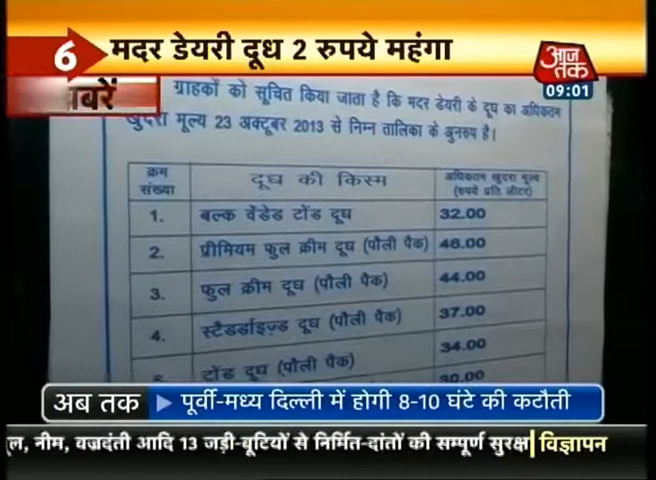 6 मदर डेयरी दूध 2 रुपये महंगा
आज
तक
09:01
खबरें
ग्राहकों को सूचित किया जाता है कि मदर डेयरी के दूध का अधिकतम
खुदरा मूल्य 23 अक्टूबर 2013 से निम्न तालिका के अनुरुप है।
क्रम संख्या दूध की किस्म अधिकतम खुदरा मूल्य (रुपये प्रति लीटर)
1. बल्क वेंडेड टोंड दूध 32.00
2. प्रीमियम फुल क्रीम दूध (पौली पैक) 46.00
3. फुल क्रीम दूध (पौली पैक) 44.00
4. स्टैडर्डाइज्ड दूध (पौली पैक) 37.00
5. टोंड दूध (पौली पैक) 34.00
30.00
अब तक पूर्वी-मध्य दिल्ली में होगी 8-10 घंटे की कटौती
ल, नीम, वज्रदंती आदि 13 जड़ी-बूटियों से निर्मित-दांतों की सम्पूर्ण सुरक्ष विज्ञापन